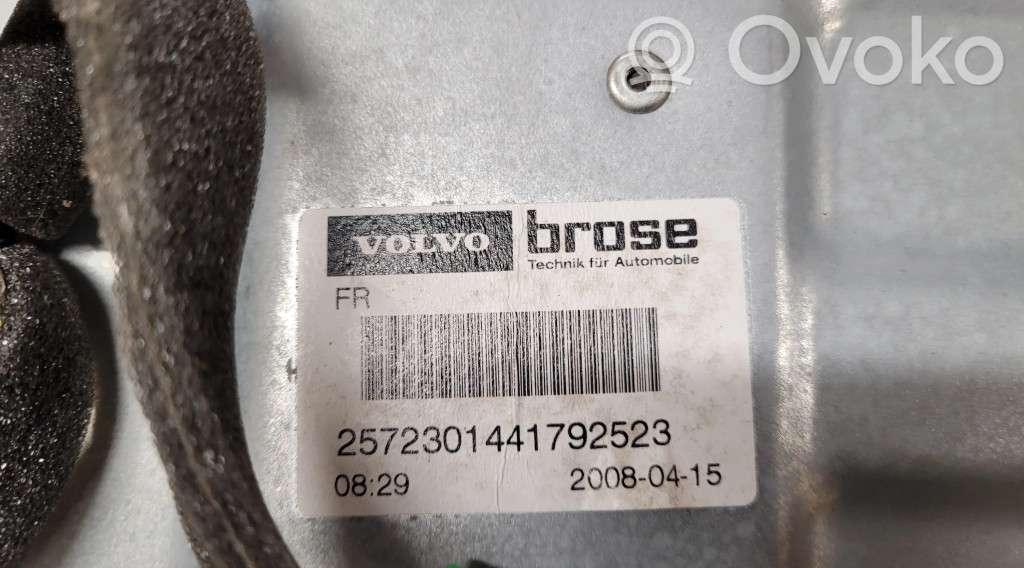 Ovoko
VOLVO brose
Technik für Automobile
FR
2572301441792523
08:29 2008-04-15